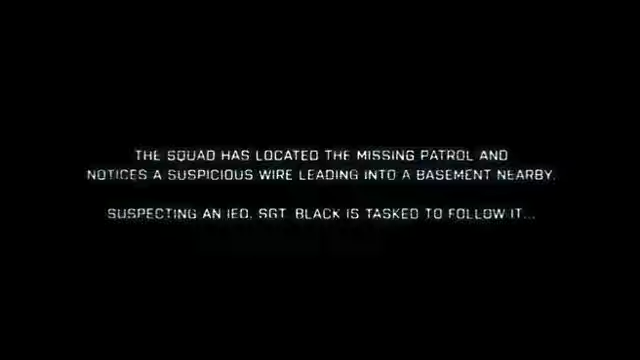 THE SQUAD HAS LOCATED THE MISSING PATROL AND
NOTICES A SUSPICIOUS WIRE LEADING INTO A BASEMENT NEARBY.
SUSPECTING AN IED, SGT. BLACK IS TASKED TO FOLLOW IT...